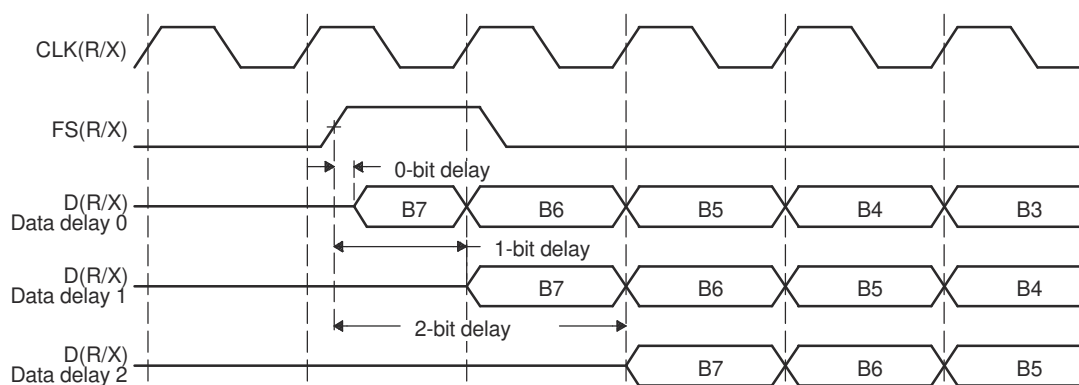 CLK(R/X)
FS(R/X)
0-bit delay
D(R/X)
Data delay 0
B7 B6 B5 B4 B3
1-bit delay
D(R/X)
Data delay 1
B7 B6 B5 B4
2-bit delay
D(R/X)
Data delay 2
B7 B6 B5